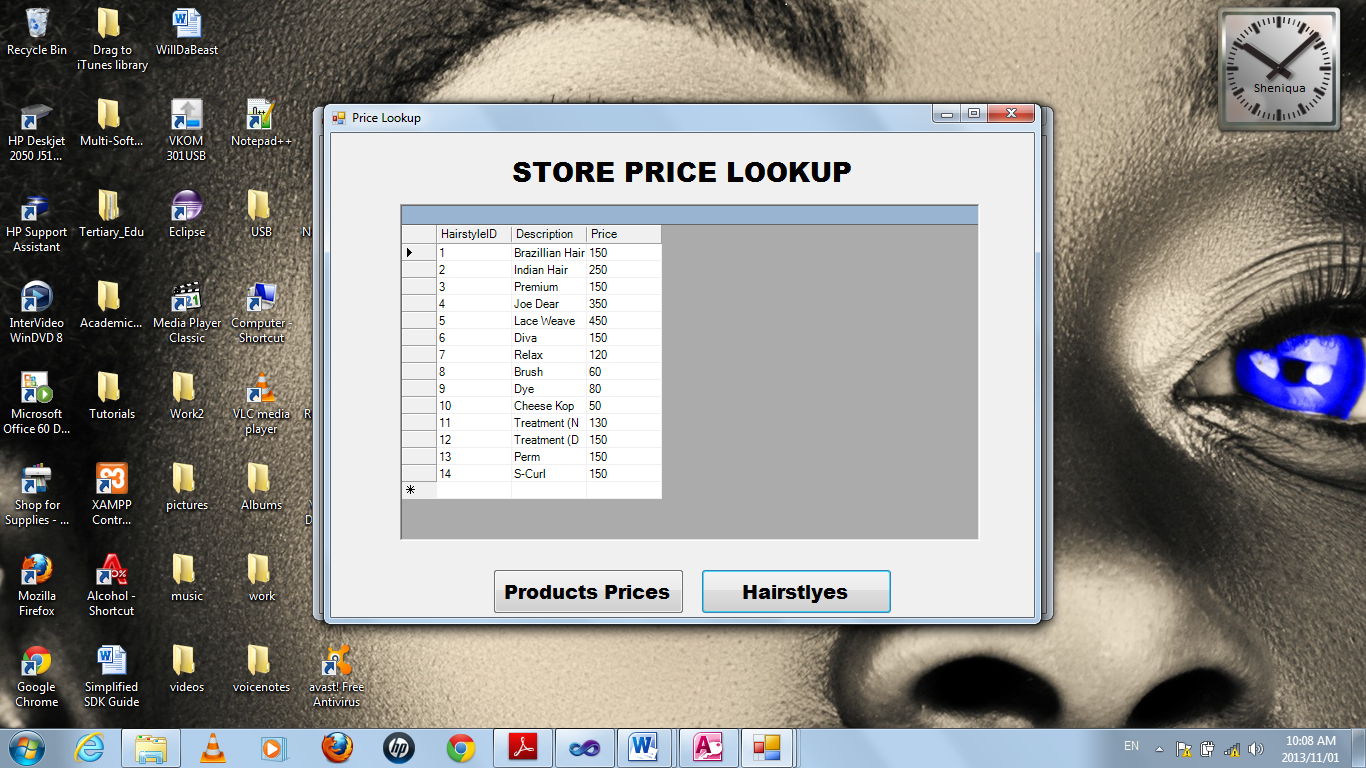 Recycle Bin
Drag to
iTunes library
WillDaBeast
HP Deskjet
2050 J51...
Multi-Soft...
VKOM
301USB
Notepad++
HP Support
Assistant
Tertiary_Edu
Eclipse
USB
N
InterVideo
WinDVD 8
Academic...
Media Player
Classic
Computer -
Shortcut
Microsoft
Office 60 D...
Tutorials
Work2
VLC media
player
R
Shop for
Supplies - ...
XAMPP
Contr...
pictures
Albums
Mozilla
Firefox
Alcohol -
Shortcut
music
work
Google
Chrome
Simplified
SDK Guide
videos
voicenotes
avast! Free
Antivirus
Sheniqua
Price Lookup
STORE PRICE LOOKUP
HairstyleID Description Price
1 Brazillian Hair 150
2 Indian Hair 250
3 Premium 150
4 Joe Dear 350
5 Lace Weave 450
6 Diva 150
7 Relax 120
8 Brush 60
9 Dye 80
10 Cheese Kop 50
11 Treatment (N 130
12 Treatment (D 150
13 Perm 150
14 S-Curl 150
Products Prices
Hairstlyes
EN
10:08 AM
2013/11/01